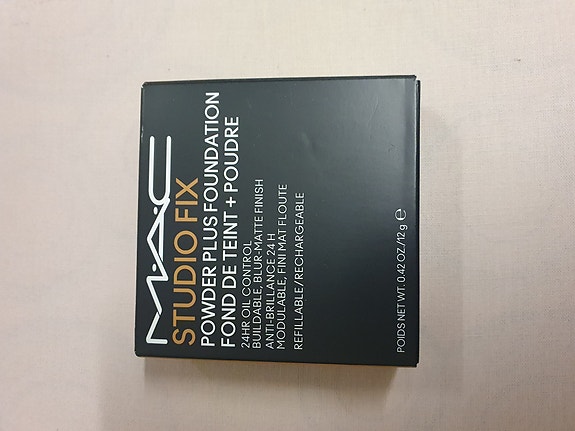 M·A·C
STUDIO FIX
POWDER PLUS FOUNDATION
FOND DE TEINT + POUDRE
24HR OIL CONTROL
BUILDABLE, BLUR-MATTE FINISH
ANTI-BRILLANCE 24 H
MODULABLE, FINI MAT FLOUTE
REFILLABLE/RECHARGEABLE
POIDS NET WT. 0.42 OZ./12 g ℮